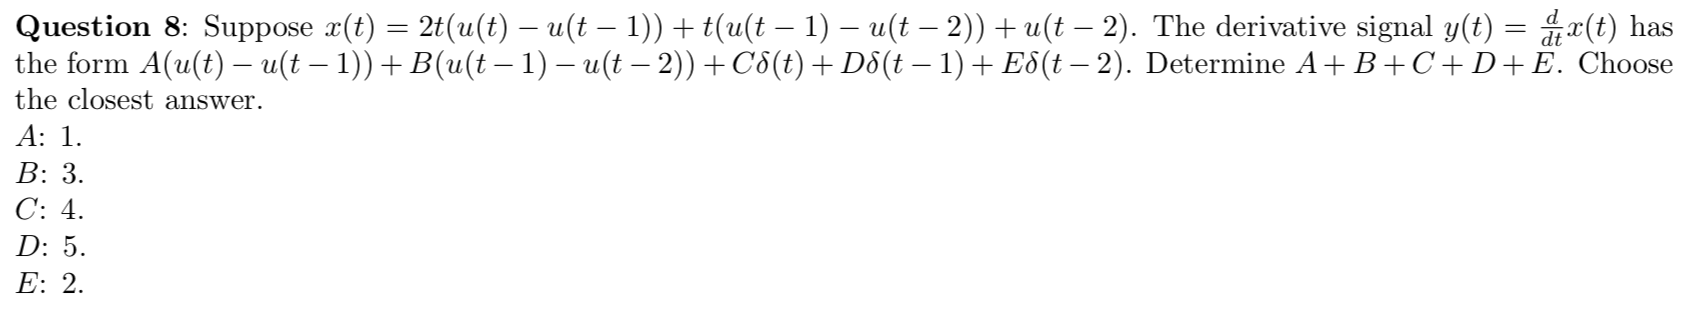 Question 8: Suppose x(t) = 2t(u(t) − u(t − 1)) + t(u(t − 1) − u(t − 2)) + u(t − 2). The derivative signal y(t) = d/dt x(t) has
the form A(u(t) − u(t − 1)) + B(u(t − 1) − u(t − 2)) + Cδ(t) + Dδ(t − 1) + Eδ(t − 2). Determine A + B + C + D + E. Choose
the closest answer.
A: 1.
B: 3.
C: 4.
D: 5.
E: 2.